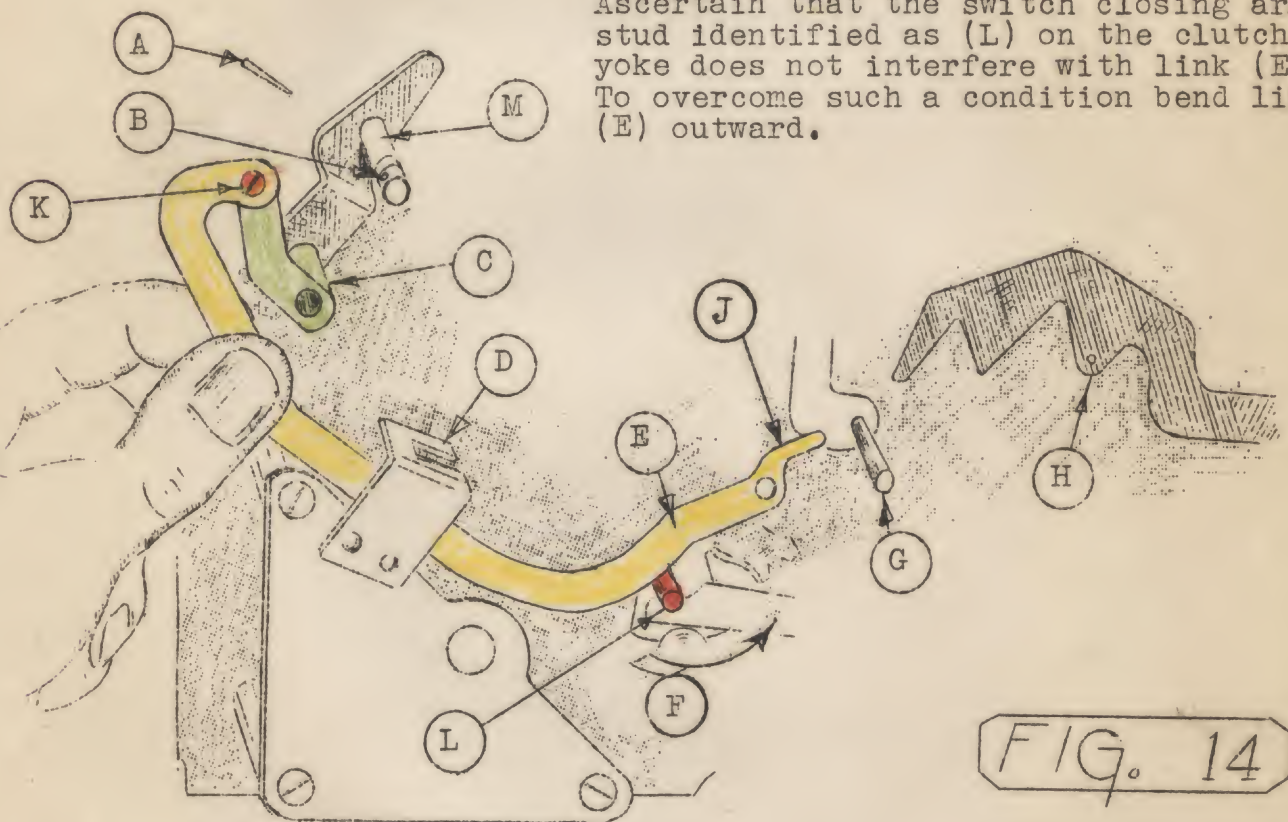 Ascertain that the switch closing ar
stud identified as (L) on the clutch
yoke does not interfere with link (E
To overcome such a condition bend li
(E) outward.
A
B
M
K
C
D
J
E
H
G
F
L
FIG. 14